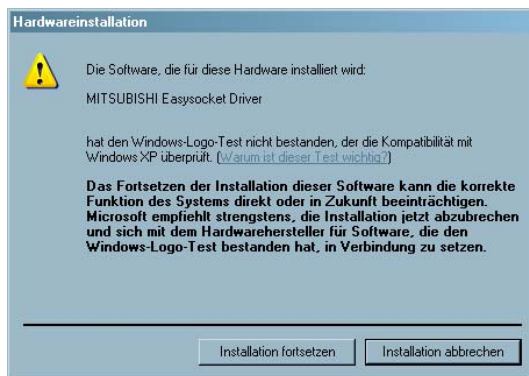 Hardwareinstallation
Die Software, die für diese Hardware installiert wird:
MITSUBISHI Easysocket Driver
hat den Windows-Logo-Test nicht bestanden, der die Kompatibilität mit
Windows XP überprüft. (Warum ist dieser Test wichtig?)
Das Fortsetzen der Installation dieser Software kann die korrekte
Funktion des Systems direkt oder in Zukunft beeinträchtigen.
Microsoft empfiehlt strengstens, die Installation jetzt abzubrechen
und sich mit dem Hardwarehersteller für Software, die den
Windows-Logo-Test bestanden hat, in Verbindung zu setzen.
Installation fortsetzen Installation abbrechen